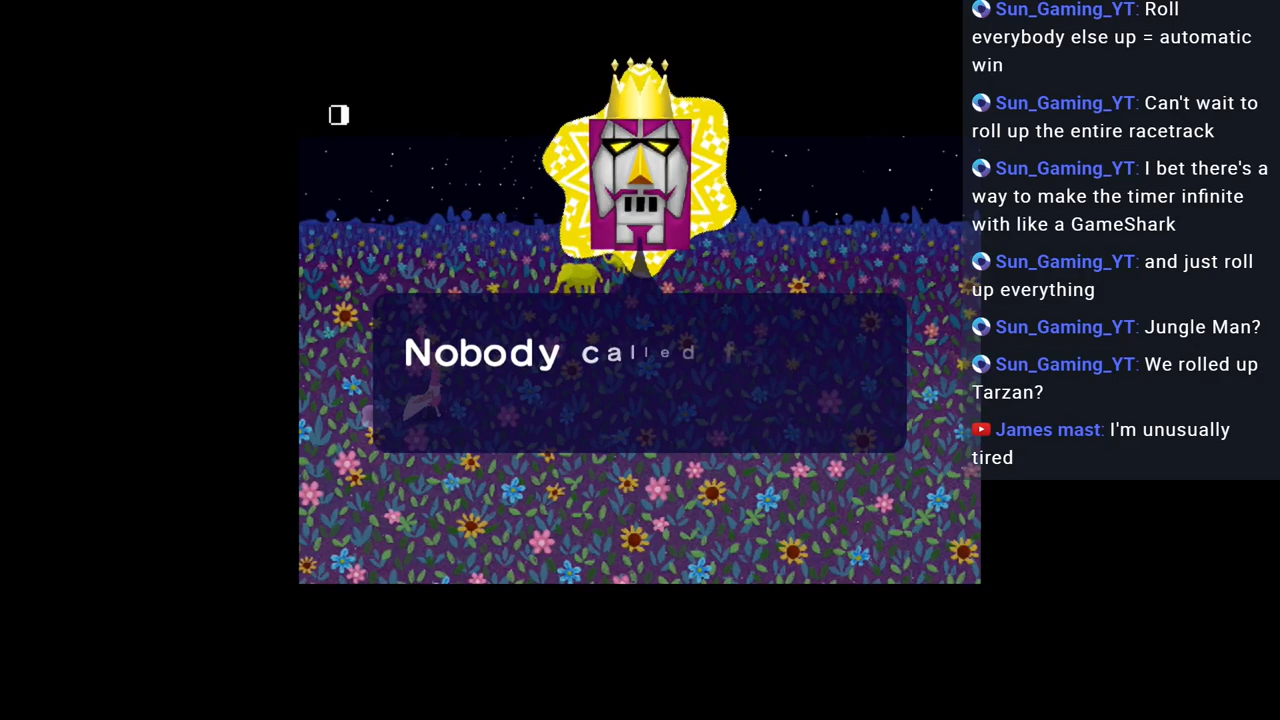 Sun_Gaming_YT: Roll
everybody else up = automatic
win
Sun_Gaming_YT: Can't wait to
roll up the entire racetrack
Sun_Gaming_YT: I bet there's a
way to make the timer infinite
with like a GameShark
Sun_Gaming_YT: and just roll
up everything
Sun_Gaming_YT: Jungle Man?
Sun_Gaming_YT: We rolled up
Tarzan?
James mast: I'm unusually
tired
Nobody called f